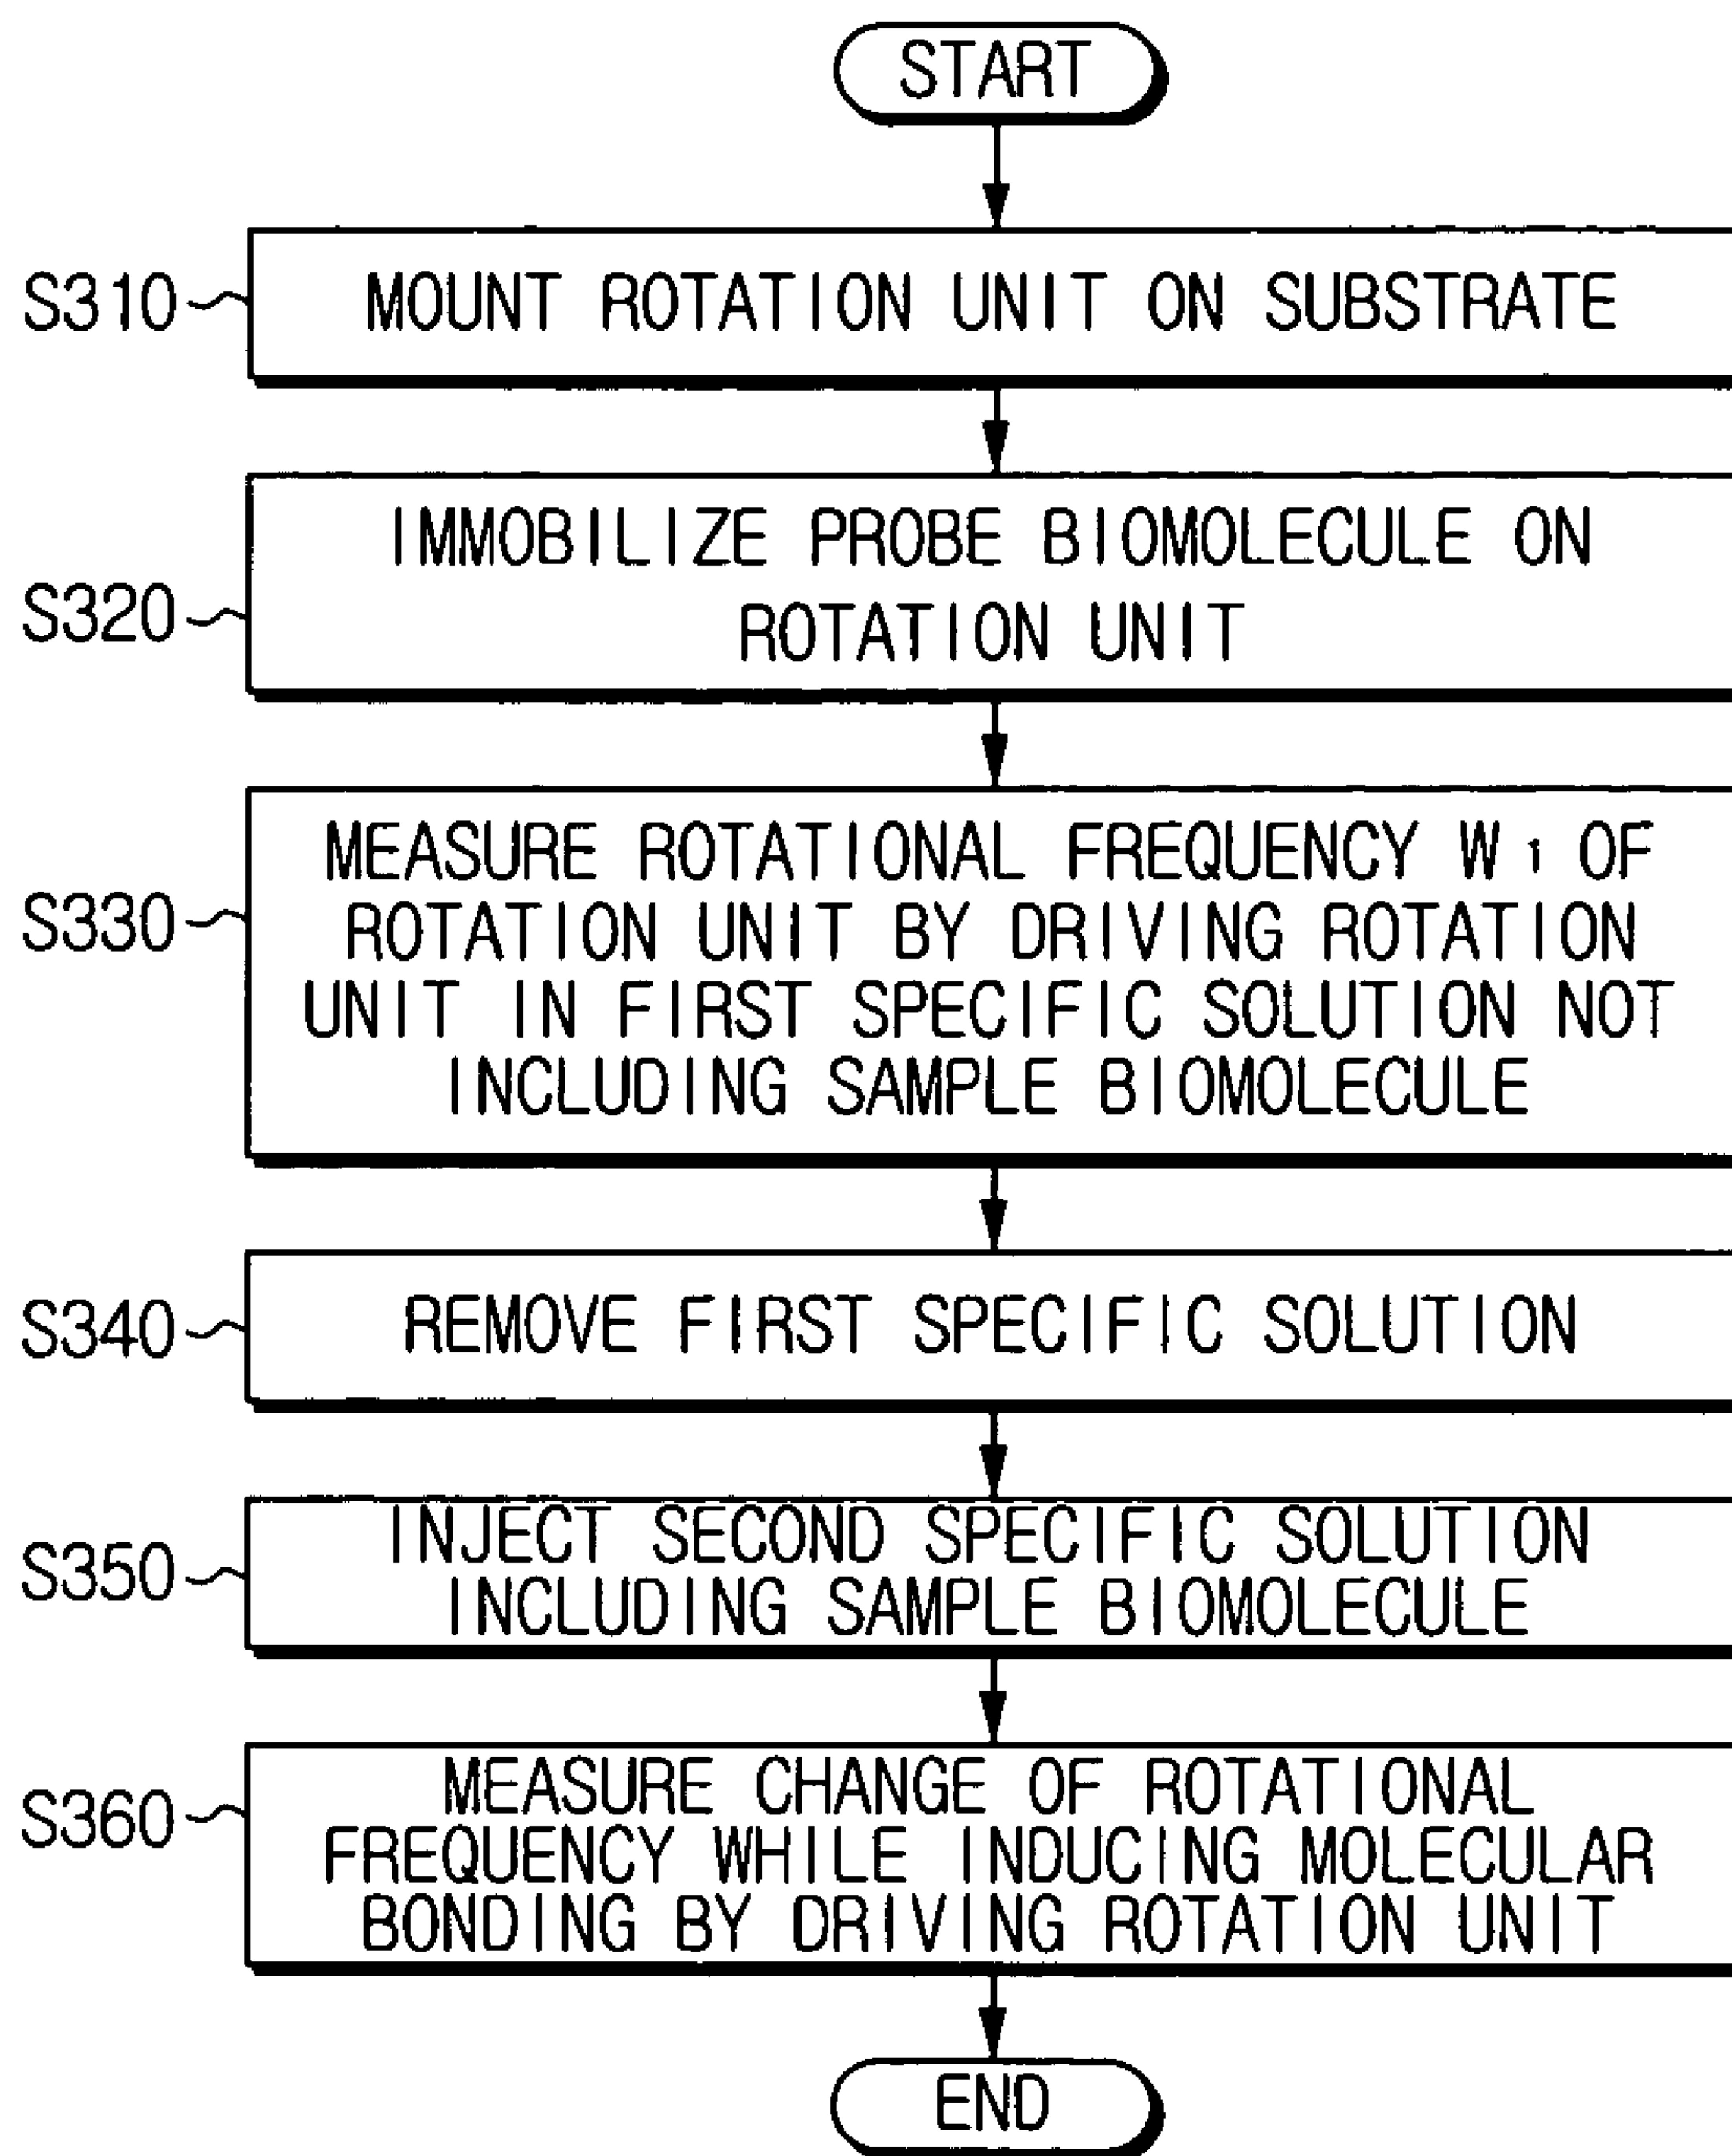 START
S310
MOUNT ROTATION UNIT ON SUBSTRATE
S320
IMMOBILIZE PROBE BIOMOLECULE ON
ROTATION UNIT
S330
MEASURE ROTATIONAL FREQUENCY W1 OF
ROTATION UNIT BY DRIVING ROTATION
UNIT IN FIRST SPECIFIC SOLUTION NOT
INCLUDING SAMPLE BIOMOLECULE
S340
REMOVE FIRST SPECIFIC SOLUTION
S350
INJECT SECOND SPECIFIC SOLUTION
INCLUDING SAMPLE BIOMOLECULE
S360
MEASURE CHANGE OF ROTATIONAL
FREQUENCY WHILE INDUCING MOLECULAR
BONDING BY DRIVING ROTATION UNIT
END